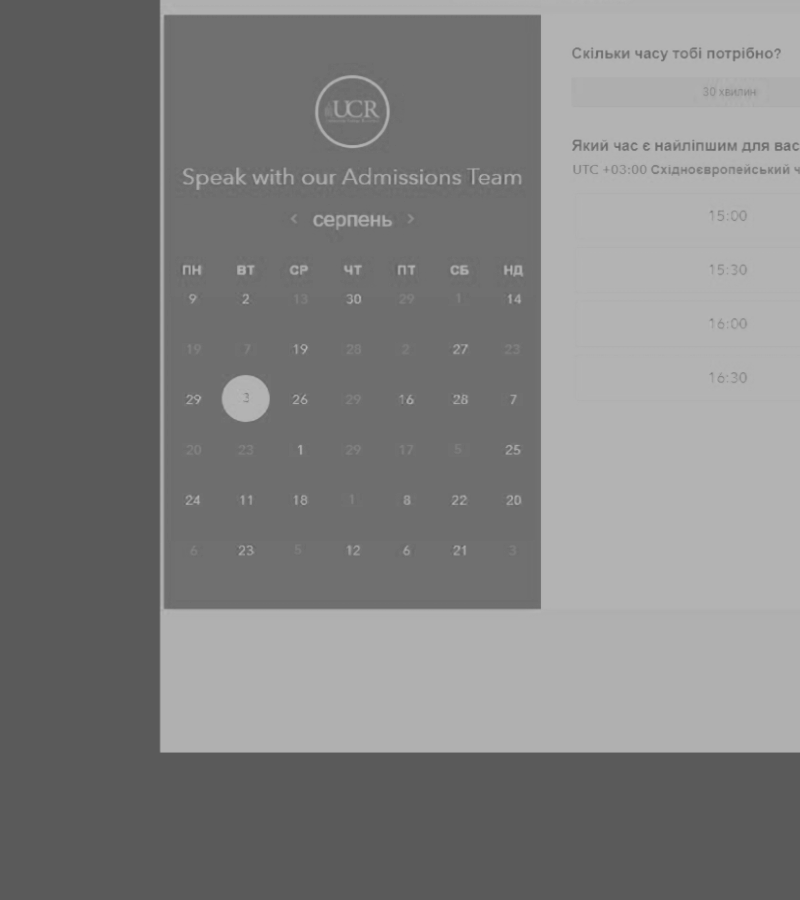 UCR
Speak with our Admissions Team
‹ серпень ›
ПН ВТ СР ЧТ ПТ СБ НД
9 2 13 30 29 1 14
19 7 19 28 2 27 23
29 3 26 29 16 28 7
20 23 1 29 17 5 25
24 11 18 1 8 22 20
6 23 5 12 6 21 3
Скільки часу тобі потрібно?
30 хвилин
Який час є найліпшим для вас
UTC +03:00 Східноєвропейський ч
15:00
15:30
16:00
16:30